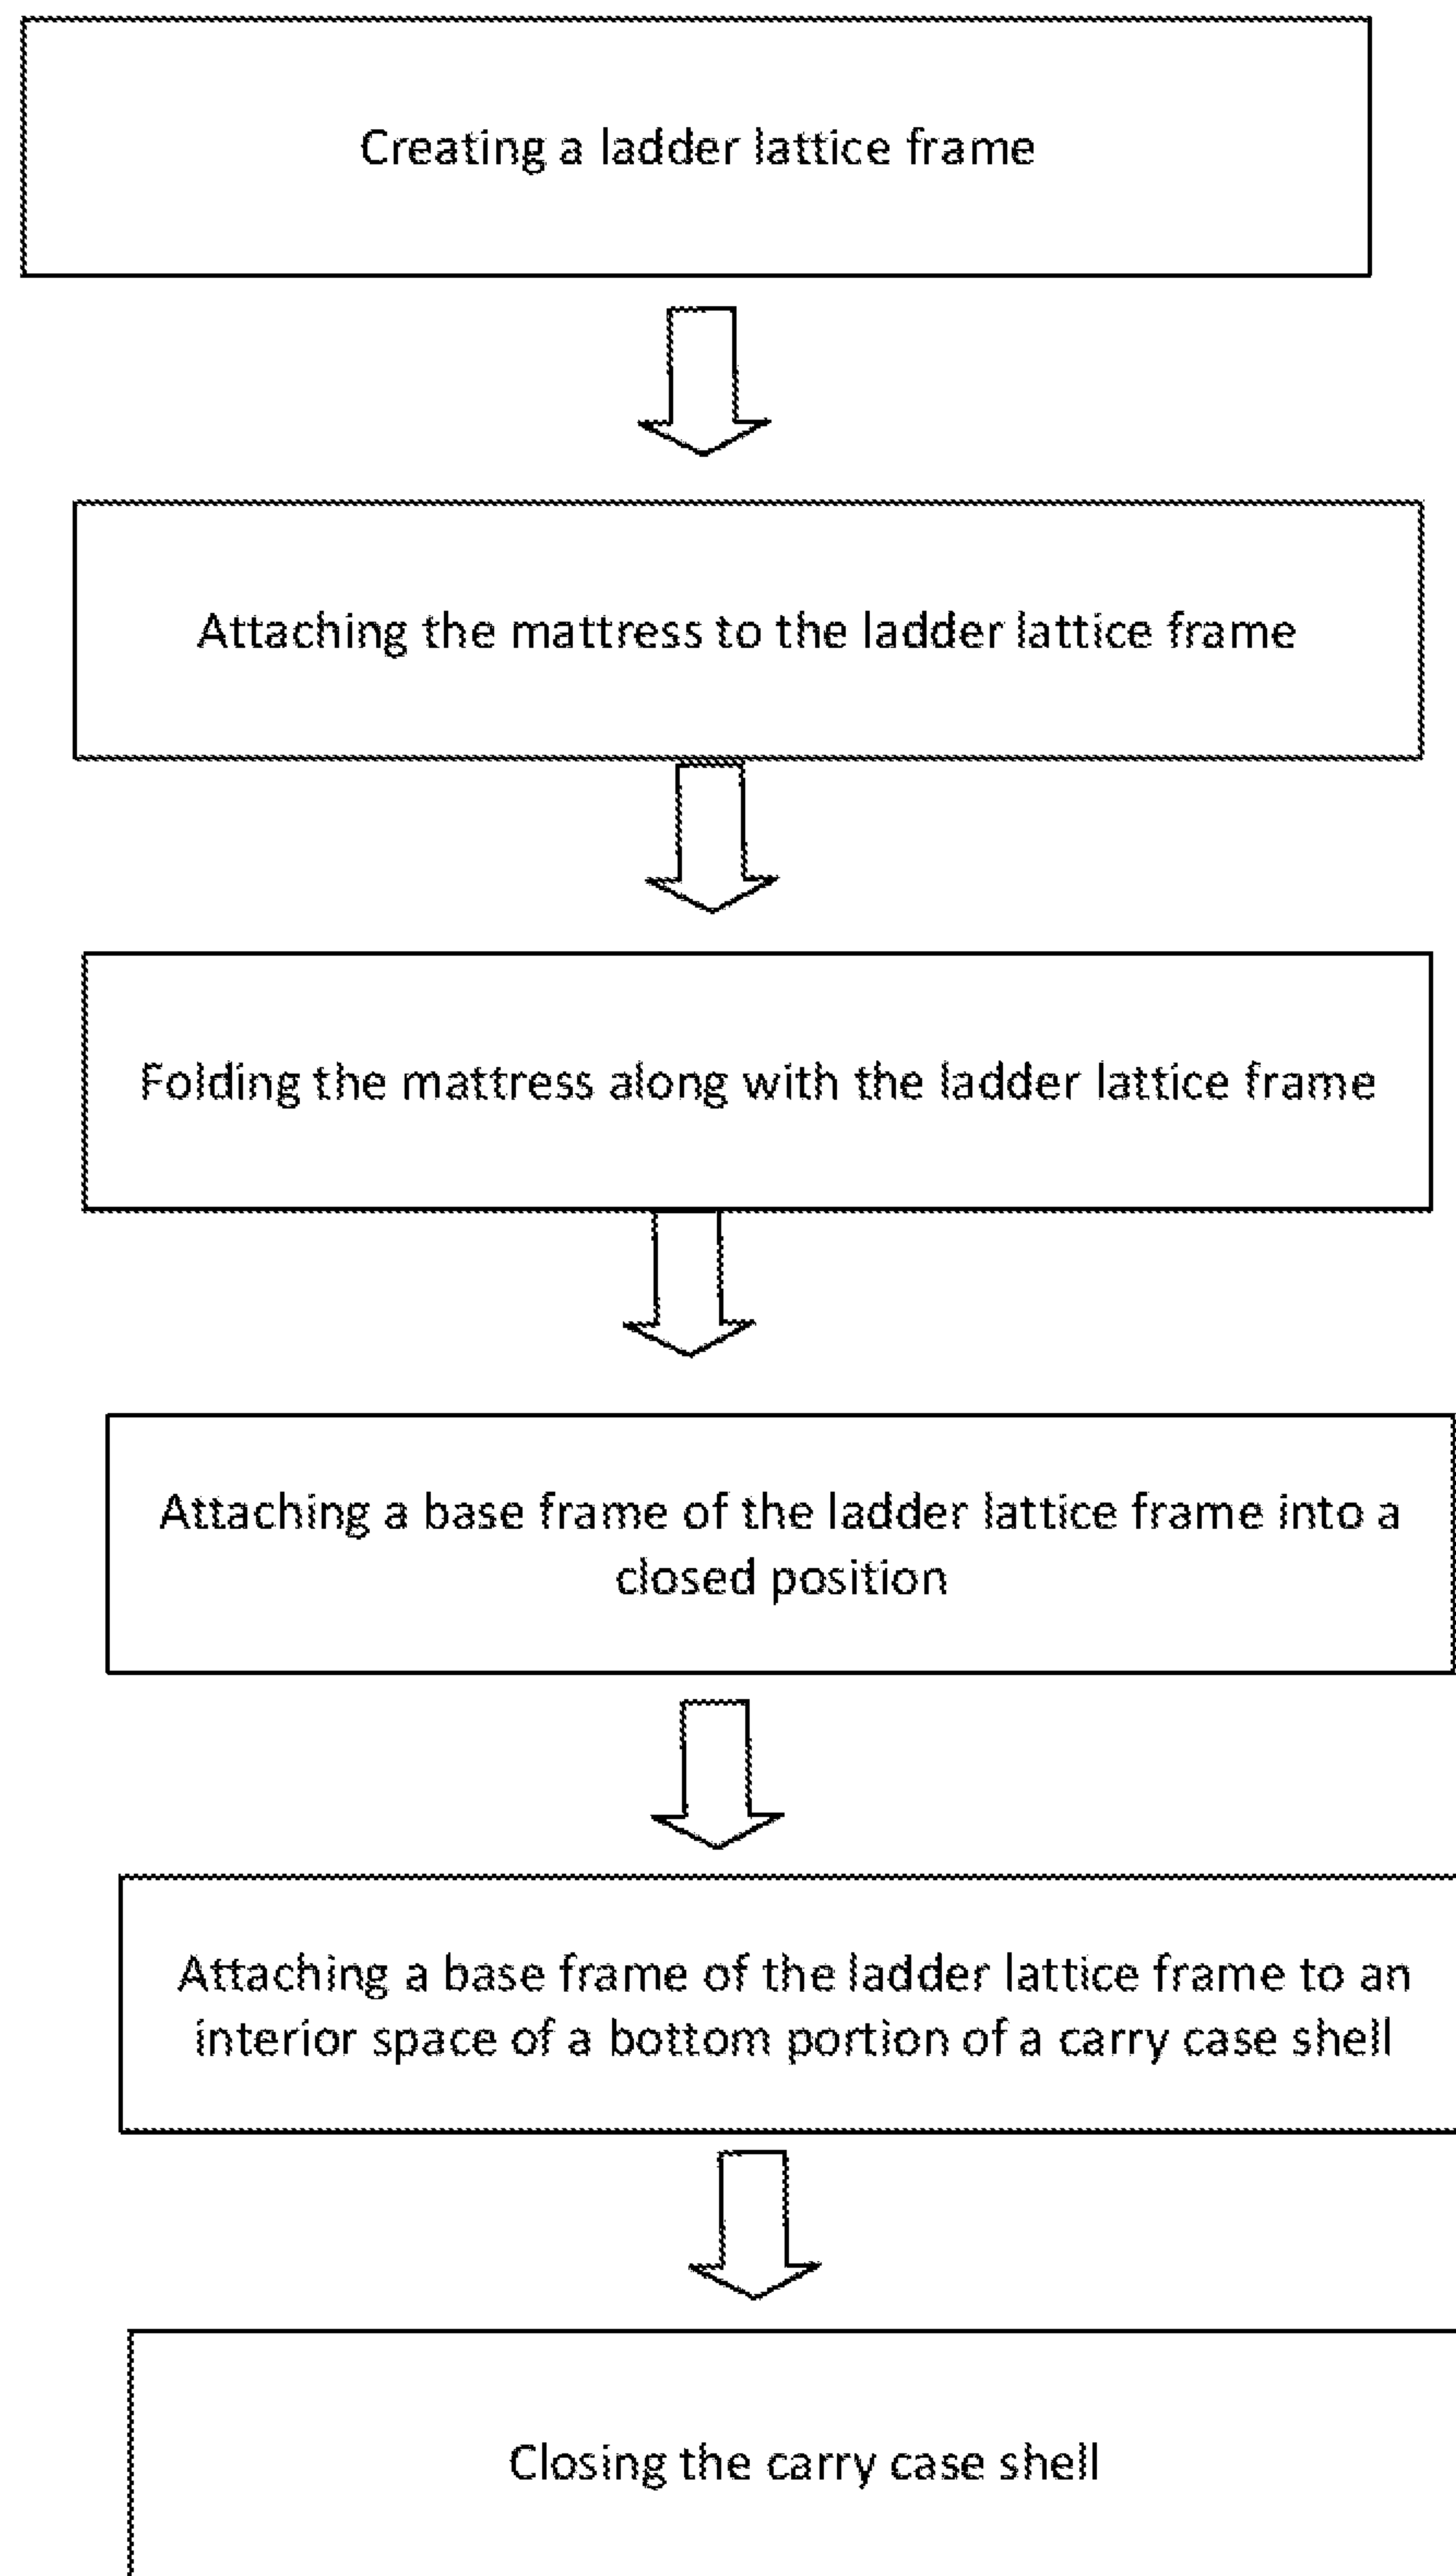 Creating a ladder lattice frame
Attaching the mattress to the ladder lattice frame
Folding the mattress along with the ladder lattice frame
Attaching a base frame of the ladder lattice frame into a
closed position
Attaching a base frame of the ladder lattice frame to an
interior space of a bottom portion of a carry case shell
Closing the carry case shell